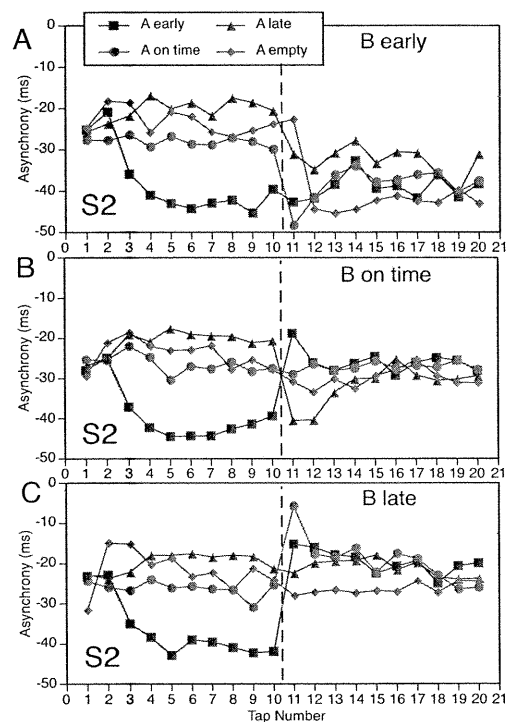 A early
A late
A on time
A empty
A
B early
Asynchrony (ms)
0
-10
-20
-30
-40
-50
S2
0 1 2 3 4 5 6 7 8 9 10 11 12 13 14 15 16 17 18 19 20 21
B
B on time
Asynchrony (ms)
0
-10
-20
-30
-40
-50
S2
0 1 2 3 4 5 6 7 8 9 10 11 12 13 14 15 16 17 18 19 20 21
C
B late
Asynchrony (ms)
0
-10
-20
-30
-40
-50
S2
0 1 2 3 4 5 6 7 8 9 10 11 12 13 14 15 16 17 18 19 20 21
Tap Number